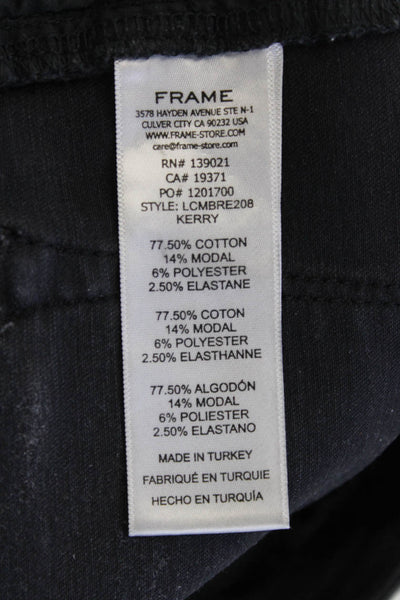 FRAME
3578 HAYDEN AVENUE STE N-1
CULVER CITY CA 90232 USA
WWW.FRAME-STORE.COM
care@frame-store.com
RN# 139021
CA# 19371
PO# 1201700
STYLE: LCMBRE208
KERRY
77.50% COTTON
14% MODAL
6% POLYESTER
2.50% ELASTANE
77.50% COTON
14% MODAL
6% POLYESTER
2.50% ELASTHANNE
77.50% ALGODÓN
14% MODAL
6% POLIESTER
2.50% ELASTANO
MADE IN TURKEY
FABRIQUÉ EN TURQUIE
HECHO EN TURQUÍA